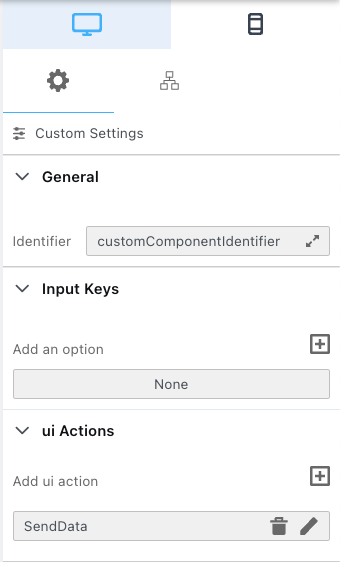 Custom Settings
General
Identifier customComponentIdentifier
Input Keys
Add an option
None
ui Actions
Add ui action
SendData